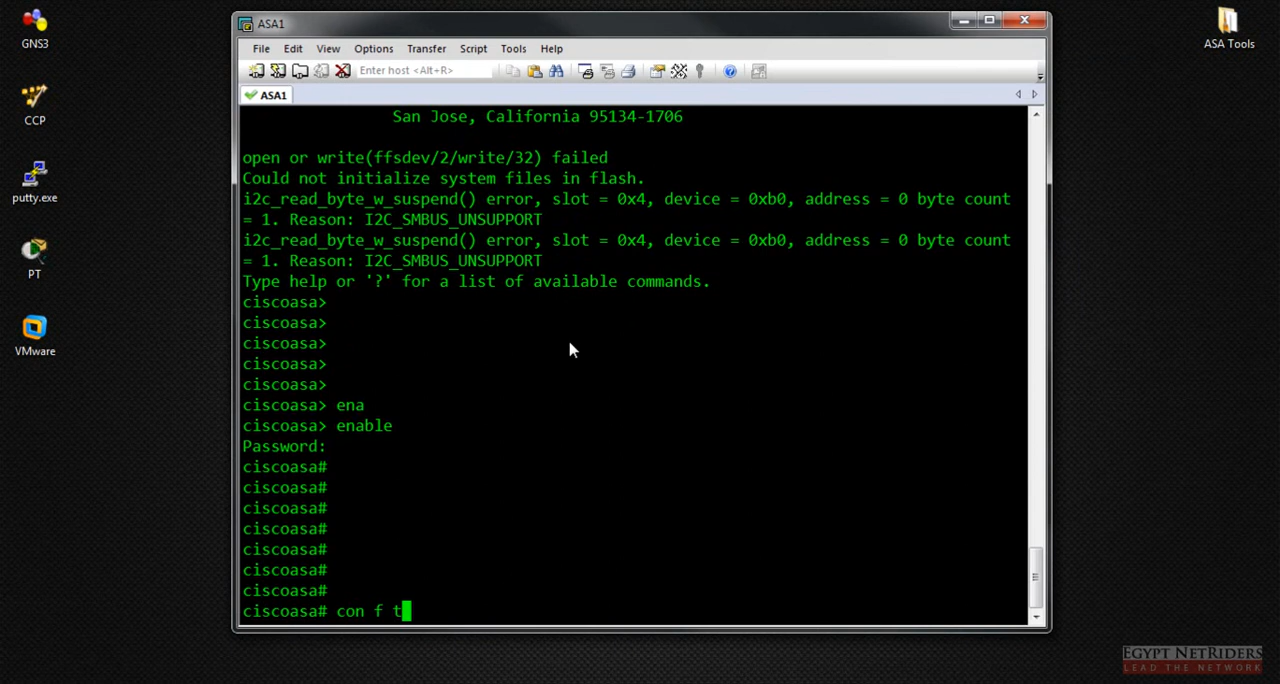 GNS3
CCP
putty.exe
PT
VMware
ASA Tools
ASA1
File Edit View Options Transfer Script Tools Help
Enter host <Alt+R>
ASA1
San Jose, California 95134-1706
open or write(ffsdev/2/write/32) failed
Could not initialize system files in flash.
i2c_read_byte_w_suspend() error, slot = 0x4, device = 0xb0, address = 0 byte count
= 1. Reason: I2C_SMBUS_UNSUPPORT
i2c_read_byte_w_suspend() error, slot = 0x4, device = 0xb0, address = 0 byte count
= 1. Reason: I2C_SMBUS_UNSUPPORT
Type help or '?' for a list of available commands.
ciscoasa>
ciscoasa>
ciscoasa>
ciscoasa>
ciscoasa>
ciscoasa> ena
ciscoasa> enable
Password:
ciscoasa#
ciscoasa#
ciscoasa#
ciscoasa#
ciscoasa#
ciscoasa#
ciscoasa#
ciscoasa# con f t
EGYPT NETRIDERS
LEAD THE NETWORK